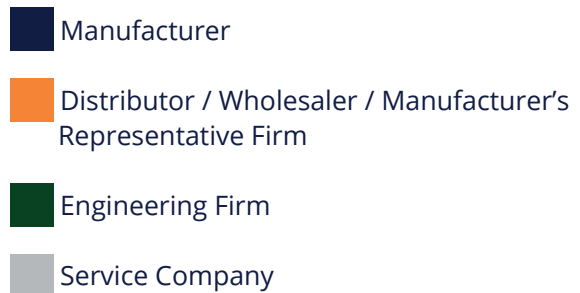 Manufacturer
Distributor / Wholesaler / Manufacturer’s
Representative Firm
Engineering Firm
Service Company